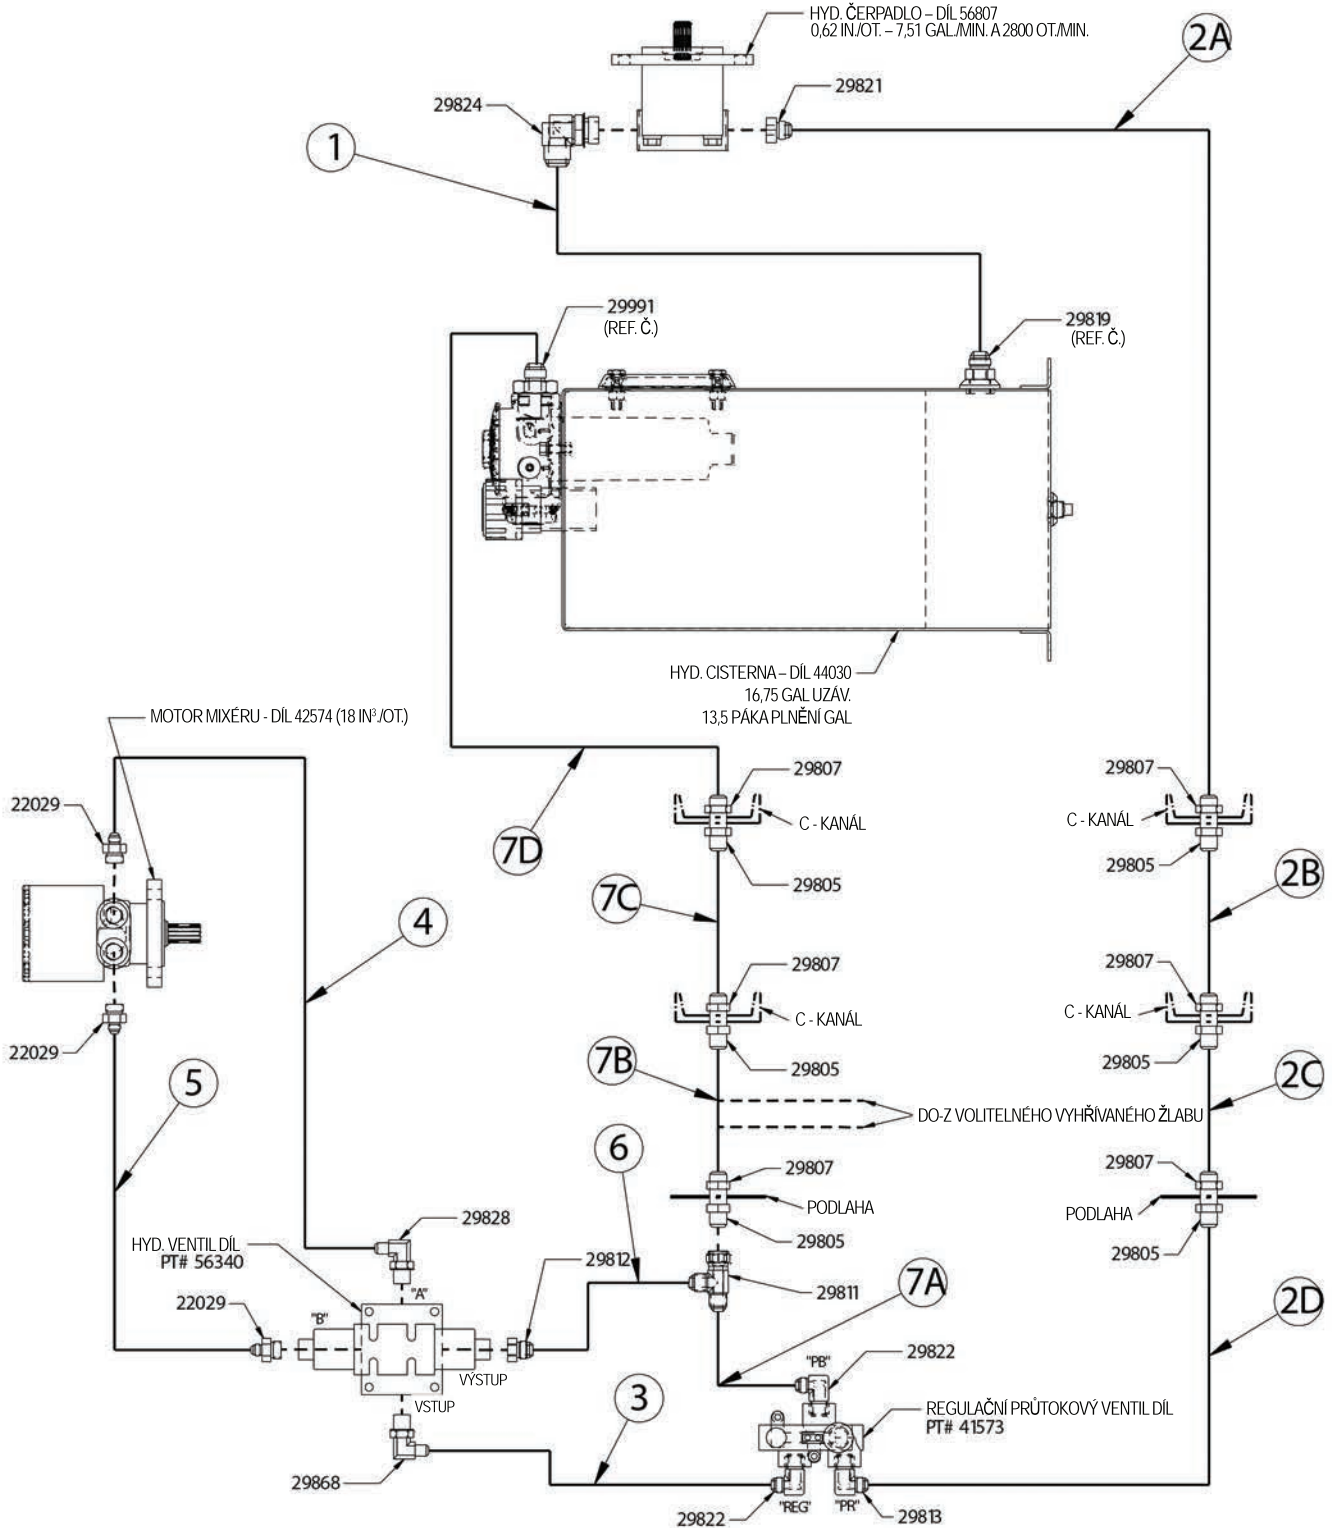 HYD. ČERPADLO – DÍL 56807
0,62 IN./OT. – 7,51 GAL./MIN. A 2800 OT./MIN.
2A
29821
29824
1
29991
(REF. Č.)
29819
(REF. Č.)
HYD. CISTERNA – DÍL 44030
16,75 GAL UZÁV.
13,5 PÁKA PLNĚNÍ GAL
MOTOR MIXÉRU - DÍL 42574 (18 IN³./OT.)
22029
7D
29807
C - KANÁL
29805
29807
C - KANÁL
29805
7C
2B
4
29807
C - KANÁL
29805
29807
C - KANÁL
29805
22029
5
7B
2C
DO-Z VOLITELNÉHO VYHŘÍVANÉHO ŽLABU
6
29807
PODLAHA
29805
29807
PODLAHA
29805
29828
HYD. VENTIL DÍL
PT# 56340
29812
29811
7A
2D
22029
"A"
"B"
VÝSTUP
VSTUP
"PB"
29822
3
REGULAČNÍ PRŮTOKOVÝ VENTIL DÍL
PT# 41573
29868
29822
"REG"
"PR"
29813